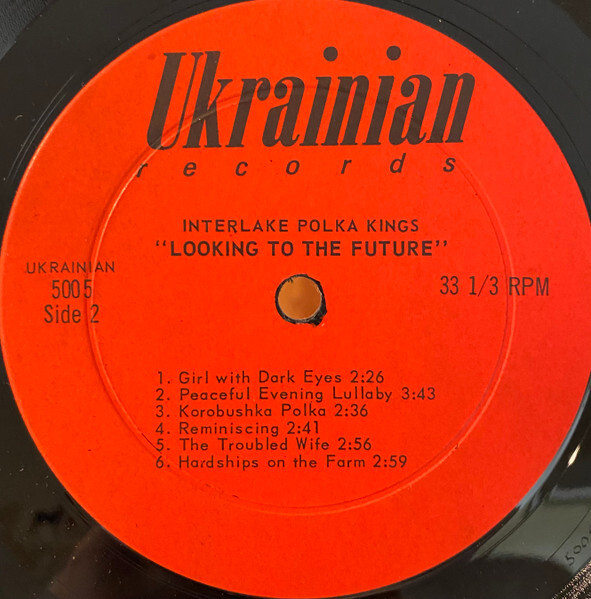 Ukrainian
records
INTERLAKE POLKA KINGS
"LOOKING TO THE FUTURE"
UKRAINIAN
5005
Side 2
33 1/3 RPM
1. Girl with Dark Eyes 2:26
2. Peaceful Evening Lullaby 3:43
3. Korobushka Polka 2:36
4. Reminiscing 2:41
5. The Troubled Wife 2:56
6. Hardships on the Farm 2:59